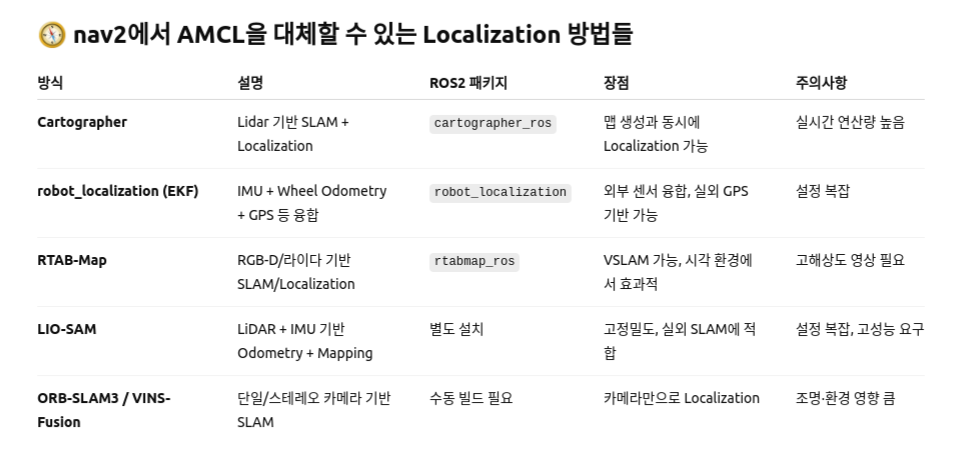 🧭 nav2에서 AMCL을 대체할 수 있는 Localization 방법들
방식 설명 ROS2 패키지 장점 주의사항
Cartographer Lidar 기반 SLAM + cartographer_ros 맵 생성과 동시에 실시간 연산량 높음
Localization Localization 가능
robot_localization (EKF) IMU + Wheel Odometry robot_localization 외부 센서 융합, 실외 GPS 설정 복잡
+ GPS 등 융합 기반 가능
RTAB-Map RGB-D/라이다 기반 rtabmap_ros VSLAM 가능, 시각 환경에 고해상도 영상 필요
SLAM/Localization 서 효과적
LIO-SAM LiDAR + IMU 기반 별도 설치 고정밀도, 실외 SLAM에 적 설정 복잡, 고성능 요구
Odometry + Mapping 합
ORB-SLAM3 / VINS- 단일/스테레오 카메라 기반 수동 빌드 필요 카메라만으로 Localization 조명·환경 영향 큼
Fusion SLAM